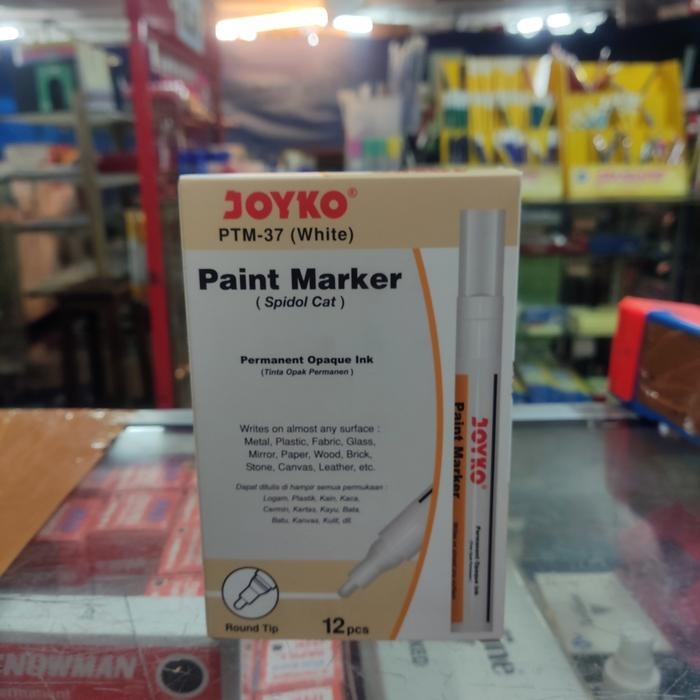 JOYKO®
PTM-37 (White)
Paint Marker
( Spidol Cat )
Permanent Opaque Ink
(Tinta Opak Permanen )
Writes on almost any surface :
Metal, Plastic, Fabric, Glass,
Mirror, Paper, Wood, Brick,
Stone, Canvas, Leather, etc.
Dapat ditulis di hampir semua permukaan :
Logam, Plastik, Kain, Kaca,
Cermin, Kertas, Kayu, Bata,
Batu, Kanvas, Kulit, dll.
Round Tip
12pcs
JOYKO®
Paint Marker
Permanent Opaque Ink
NOWMAN